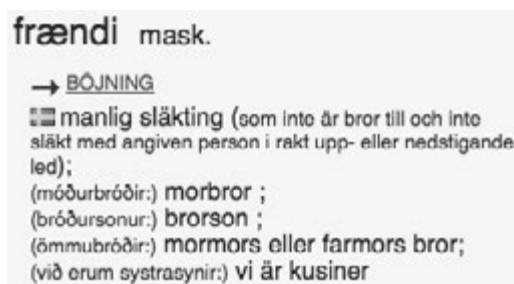 frændi mask.
→ BÖJNING
manlig släkting (som inte är bror till och inte
släkt med angiven person i rakt upp- eller nedstigande
led);
(móðurbróðir:) morbror ;
(bróðursonur:) brorson ;
(ömmubróðir:) mormors eller farmors bror;
(við erum systrasynir:) vi är kusiner